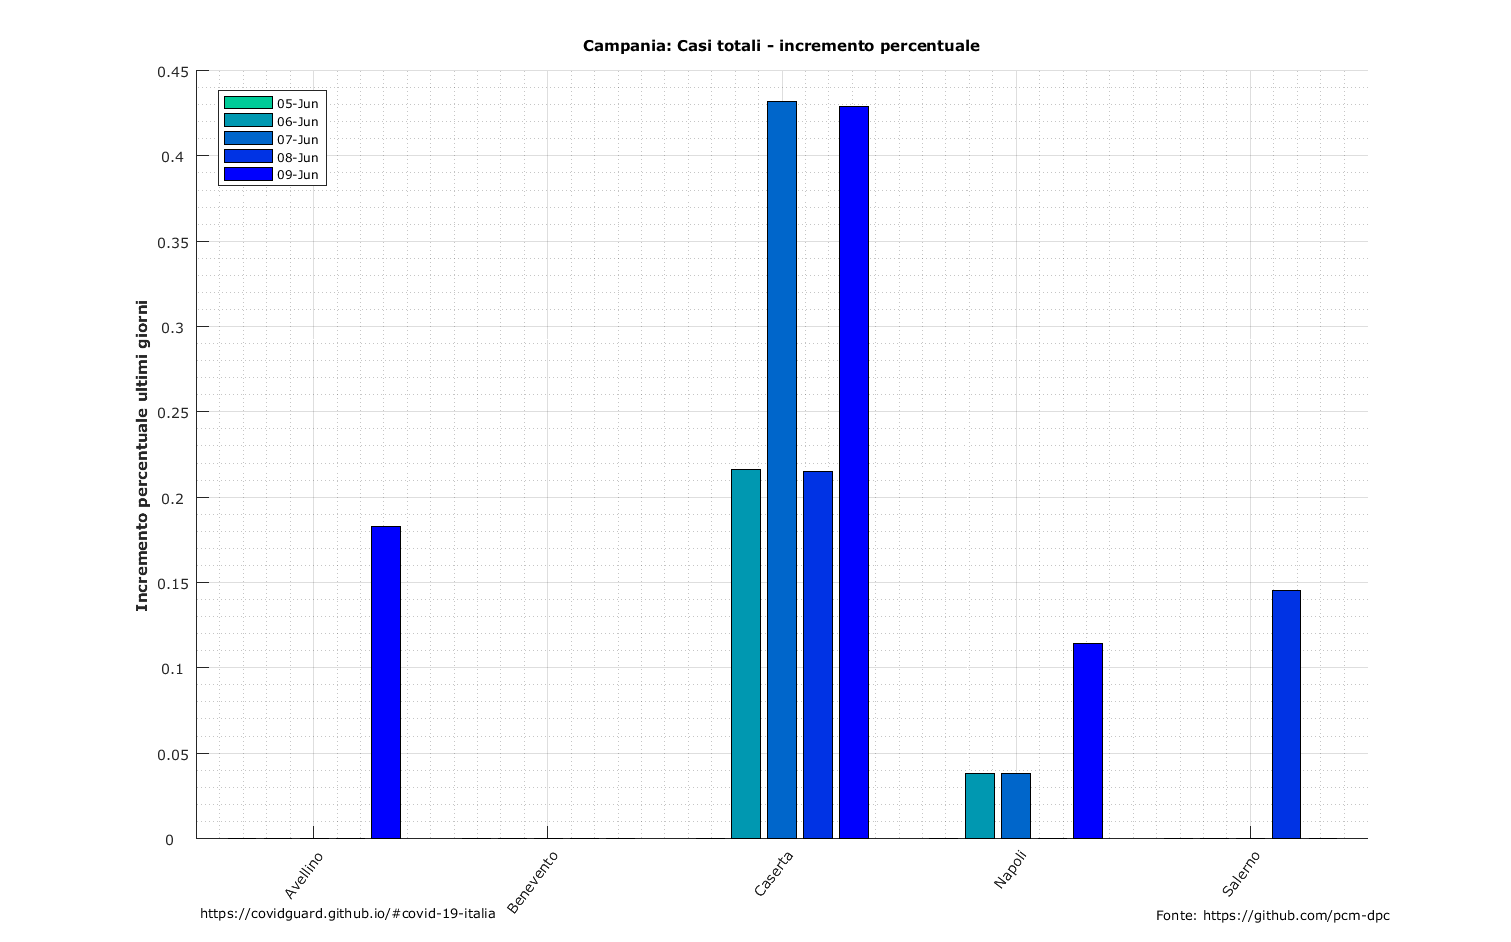 Campania: Casi totali - incremento percentuale
0.45
0.4
0.35
0.3
0.25
0.2
0.15
0.1
0.05
0
Incremento percentuale ultimi giorni
05-Jun
06-Jun
07-Jun
08-Jun
09-Jun
Avellino
Benevento
Caserta
Napoli
Salerno
https://covidguard.github.io/#covid-19-italia
Fonte: https://github.com/pcm-dpc